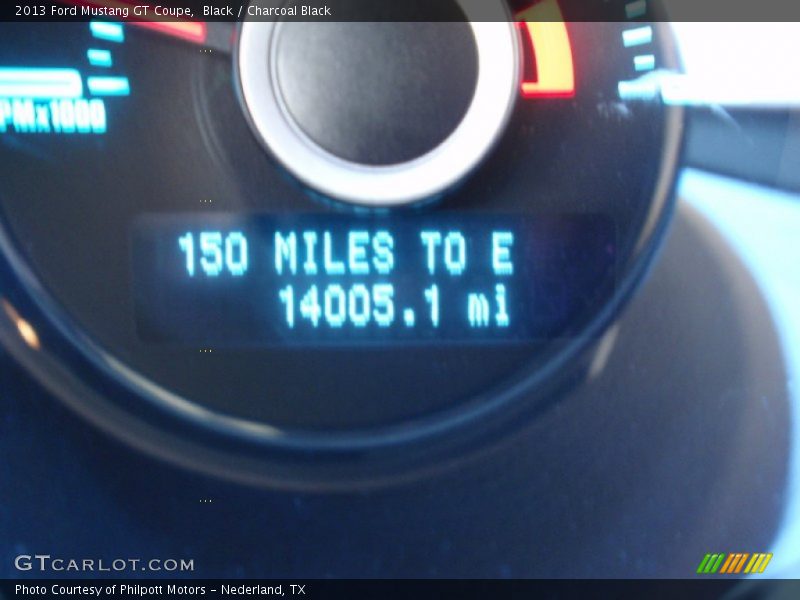 2013 Ford Mustang GT Coupe, Black / Charcoal Black
PMx1000
150 MILES TO E
14005.1 mi
GTCARLOT.COM
Photo Courtesy of Philpott Motors - Nederland, TX